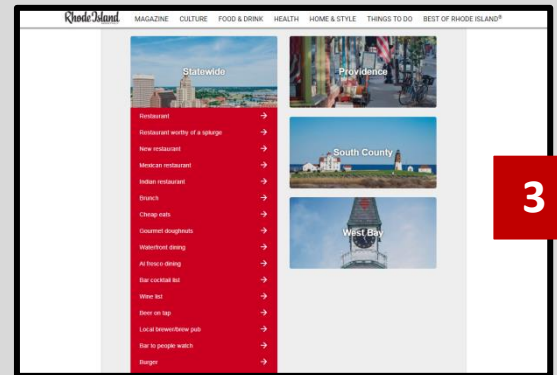 Rhode Island
MAGAZINE CULTURE FOOD & DRINK HEALTH HOME & STYLE THINGS TO DO BEST OF RHODE ISLAND®
Statewide
Restaurant →
Restaurant worthy of a splurge →
New restaurant →
Mexican restaurant →
Indian restaurant →
Brunch →
Cheap eats →
Gourmet doughnuts →
Waterfront dining →
Al fresco dining →
Bar cocktail list →
Wine list →
Beer on tap →
Local brewer/brew pub →
Bar to people watch →
Burger →
Providence
South County
West Bay
3